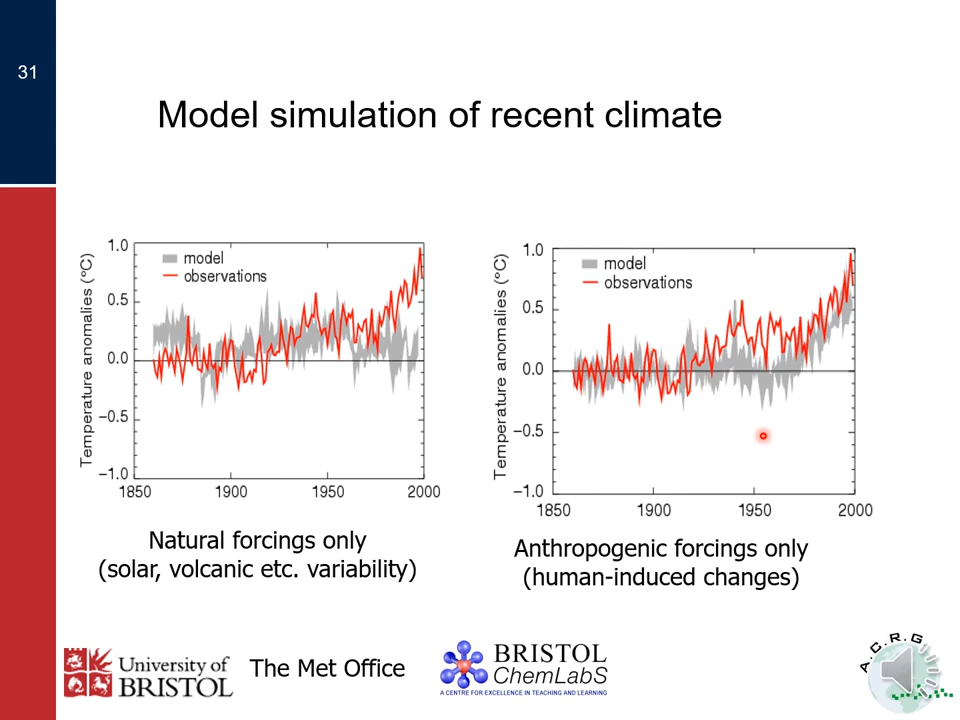 31
Model simulation of recent climate
Temperature anomalies (°C)
1.0
0.5
0.0
−0.5
−1.0
model
observations
1850
1900
1950
2000
Natural forcings only
(solar, volcanic etc. variability)
Temperature anomalies (°C)
1.0
0.5
0.0
−0.5
−1.0
model
observations
1850
1900
1950
2000
Anthropogenic forcings only
(human-induced changes)
University of
BRISTOL
The Met Office
BRISTOL
ChemLabS
A CENTRE FOR EXCELLENCE IN TEACHING AND LEARNING
A.C.R.G